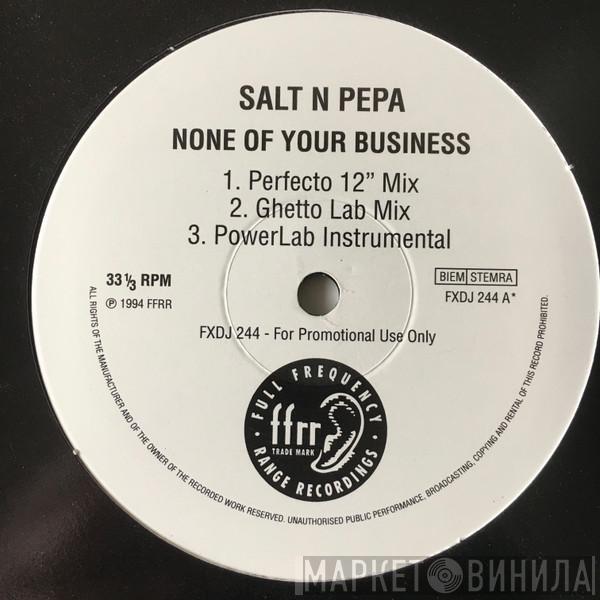 SALT N PEPA
NONE OF YOUR BUSINESS
1. Perfecto 12” Mix
2. Ghetto Lab Mix
3. PowerLab Instrumental
33 1/3 RPM
℗ 1994 FFRR
BIEM STEMRA
FXDJ 244 A*
FXDJ 244 - For Promotional Use Only
FULL FREQUENCY
ffrr
TRADE MARK
RANGE RECORDINGS
ALL RIGHTS OF THE MANUFACTURER AND OF THE OWNER OF THE RECORDED WORK RESERVED. UNAUTHORISED PUBLIC PERFORMANCE, BROADCASTING, COPYING AND RENTAL OF THIS RECORD PROHIBITED.
МАРКЕТ ВИНИЛА